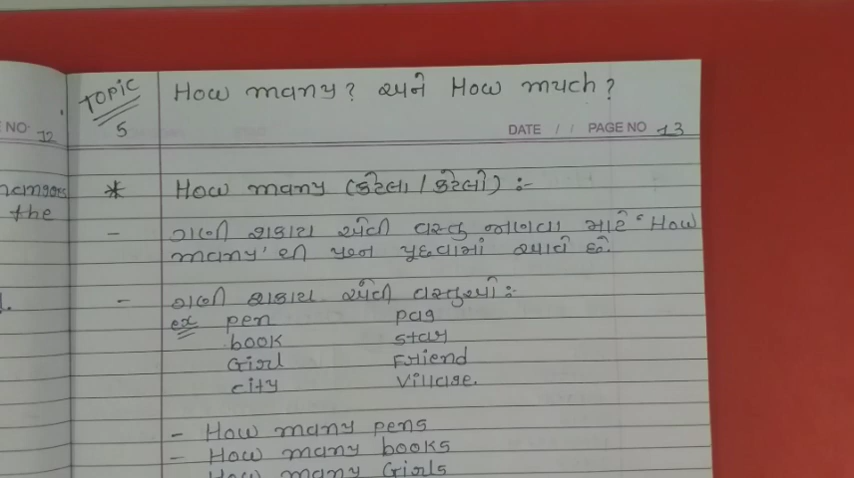 TOPIC 5
How many? અને How much?
NO. 12
DATE / / PAGE NO 13
the
* How many (કેટલા / કેટલી) :-
- ગણી શકાય એવી વસ્તુ જાણવા માટે "How
many' થી પ્રશ્ન પૂછવામાં આવે છે.
- ગણી શકાય એવી વસ્તુઓ :-
ex pen bag
book star
Girl Friend
city Village.
- How many pens
- How many books
How many Girls